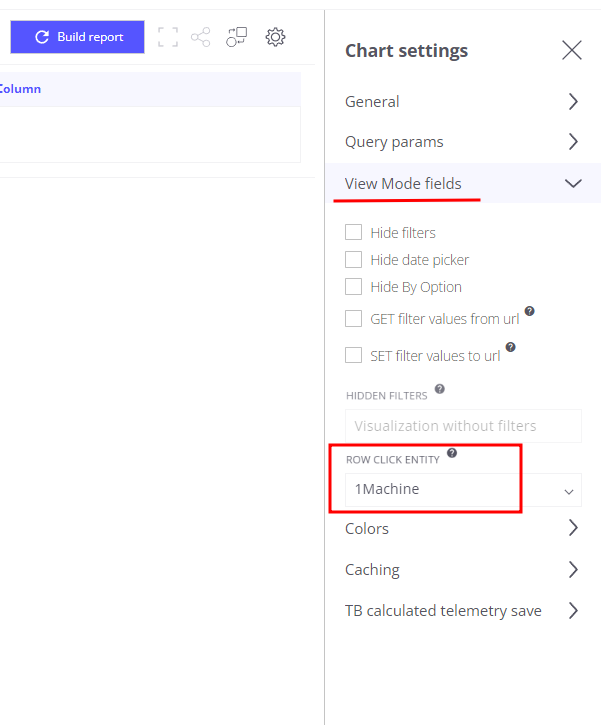 Build report
Column
Chart settings
General
Query params
View Mode fields
Hide filters
Hide date picker
Hide By Option
GET filter values from url ?
SET filter values to url ?
HIDDEN FILTERS ?
Visualization without filters
ROW CLICK ENTITY ?
1Machine
Colors
Caching
TB calculated telemetry save